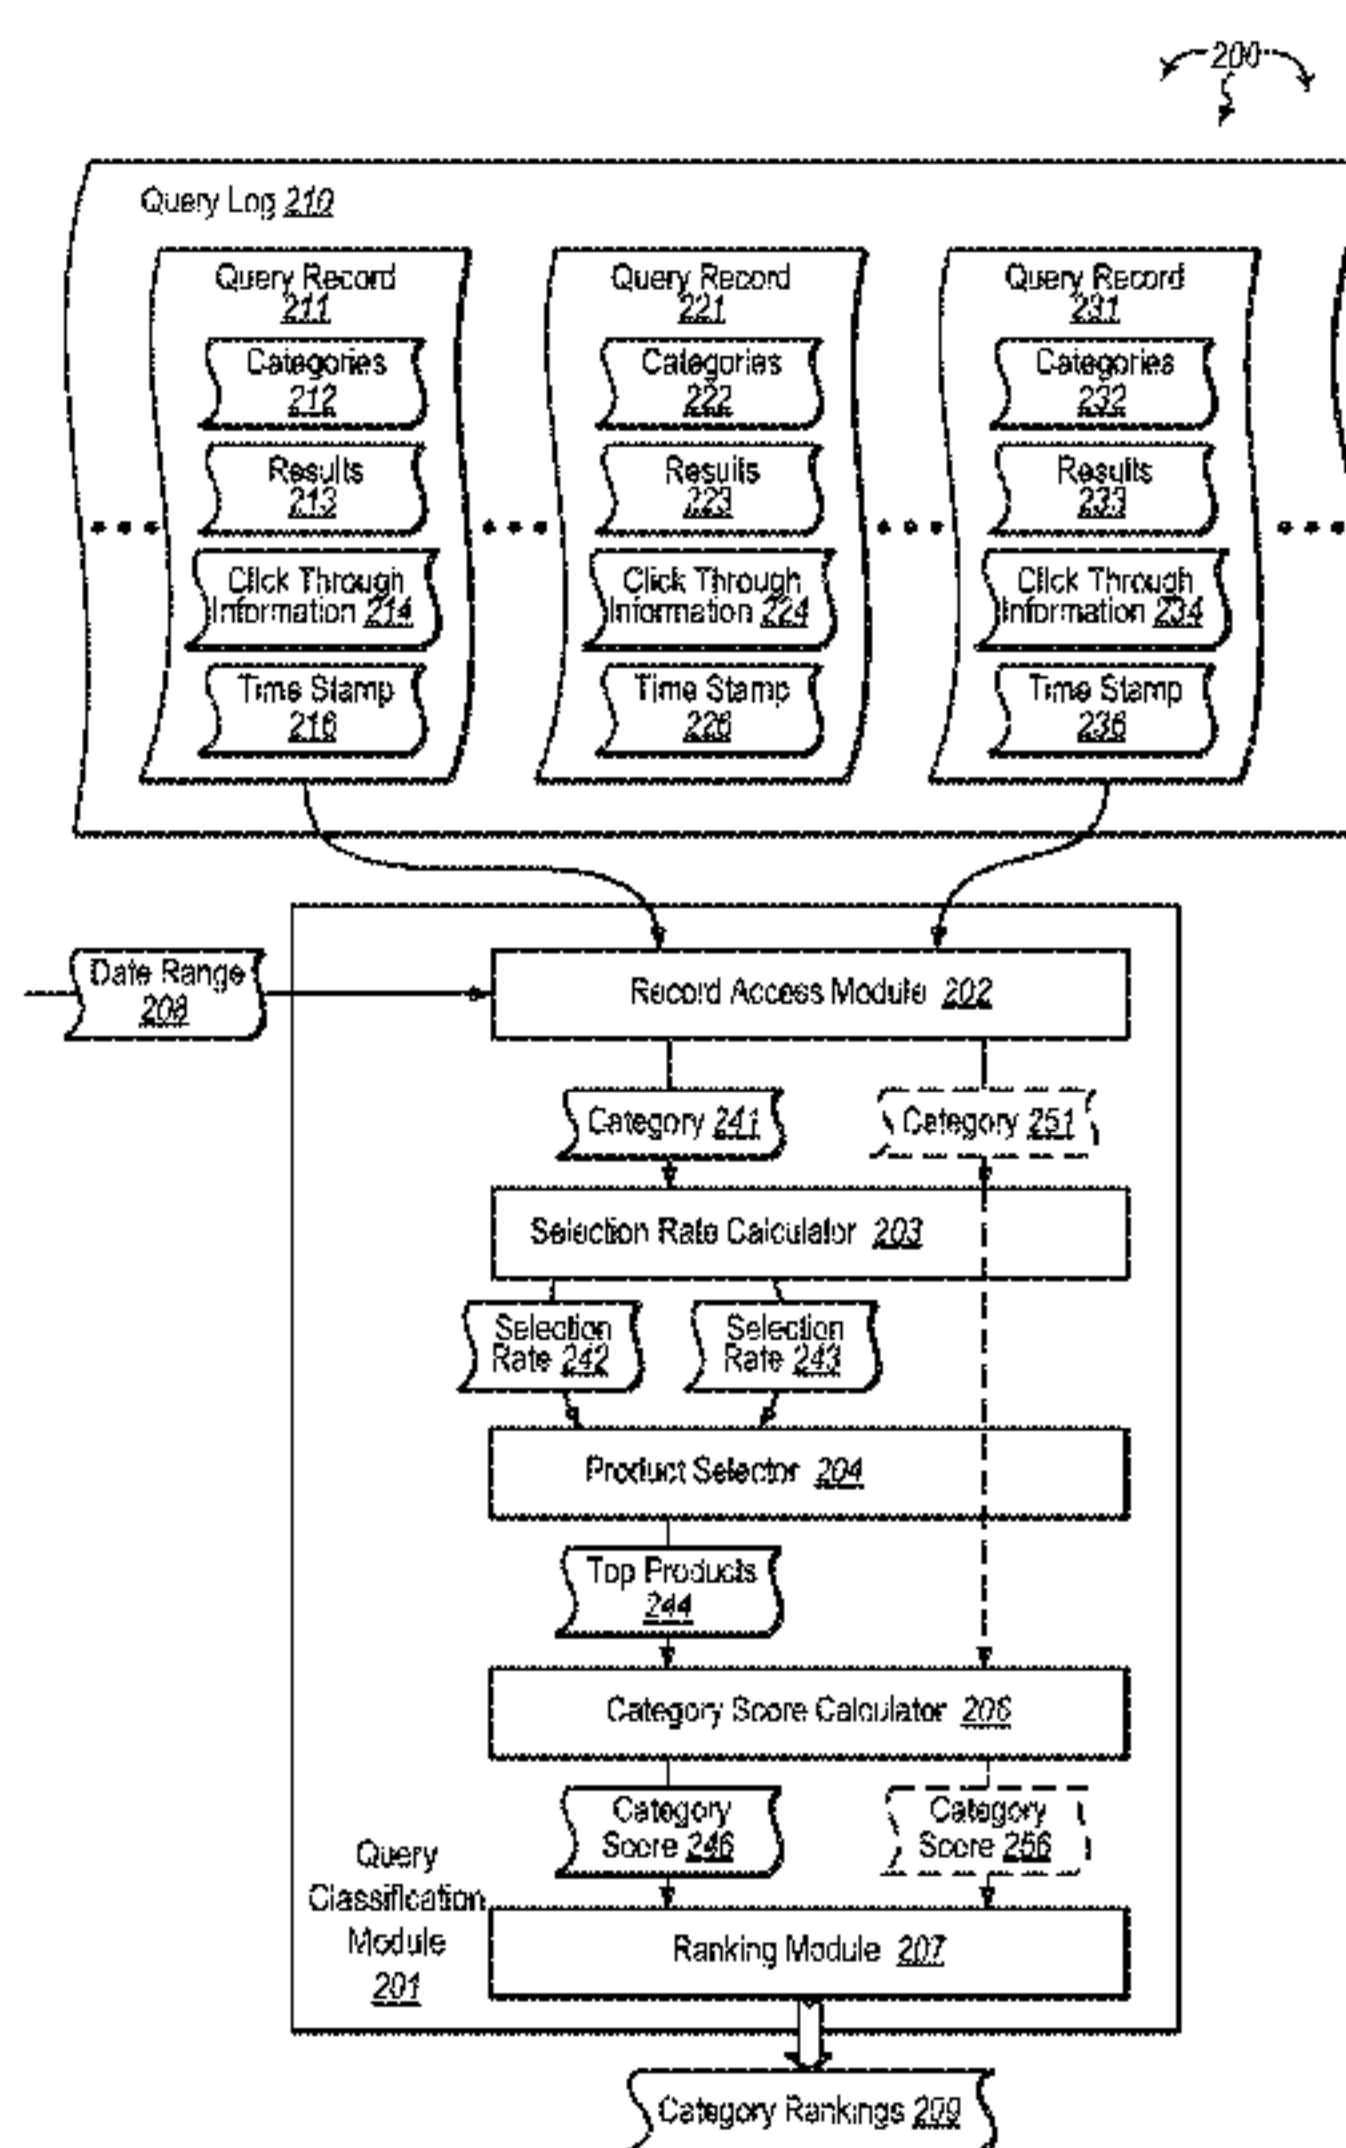 200
Query Log 210
Query Record
211
Categories
212
Results
213
Click Through
Information 214
Time Stamp
216
Query Record
221
Categories
222
Results
223
Click Through
Information 224
Time Stamp
226
Query Record
231
Categories
232
Results
233
Click Through
Information 234
Time Stamp
236
Date Range
208
Record Access Module 202
Category 241
Category 251
Selection Rate Calculator 203
Selection
Rate 242
Selection
Rate 243
Product Selector 204
Top Products
244
Category Score Calculator 206
Category
Score 246
Category
Score 256
Query
Classification
Module
201
Ranking Module 207
Category Rankings 209